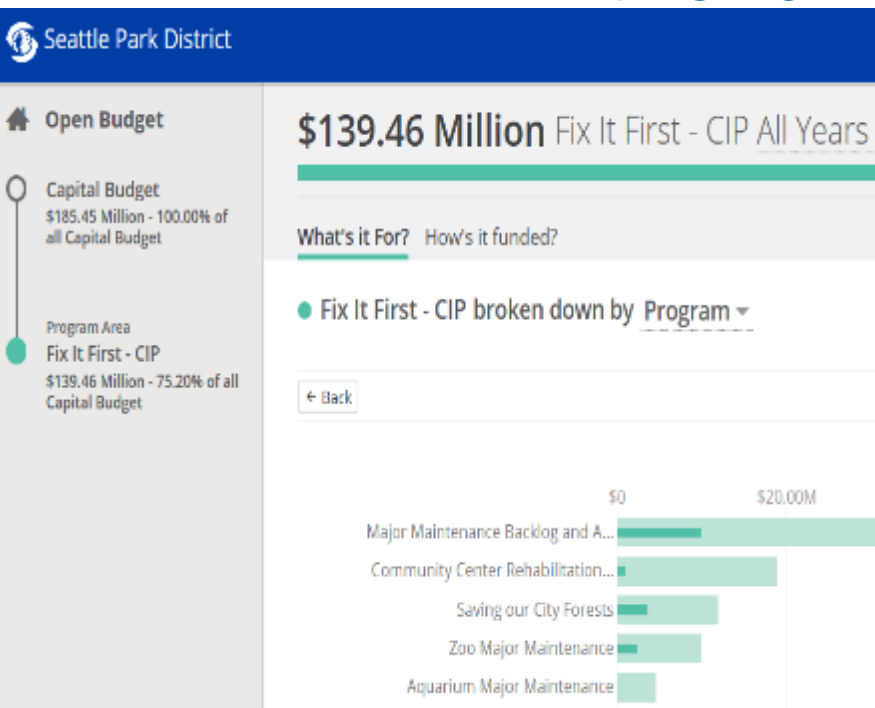 Seattle Park District
Open Budget
Capital Budget
$185.45 Million - 100.00% of
all Capital Budget
Program Area
Fix It First - CIP
$139.46 Million - 75.20% of all
Capital Budget
$139.46 Million Fix It First - CIP All Years
What's it For? How's it funded?
Fix It First - CIP broken down by Program
← Back
$0 $20.00M
Major Maintenance Backlog and A...
Community Center Rehabilitation...
Saving our City Forests
Zoo Major Maintenance
Aquarium Major Maintenance